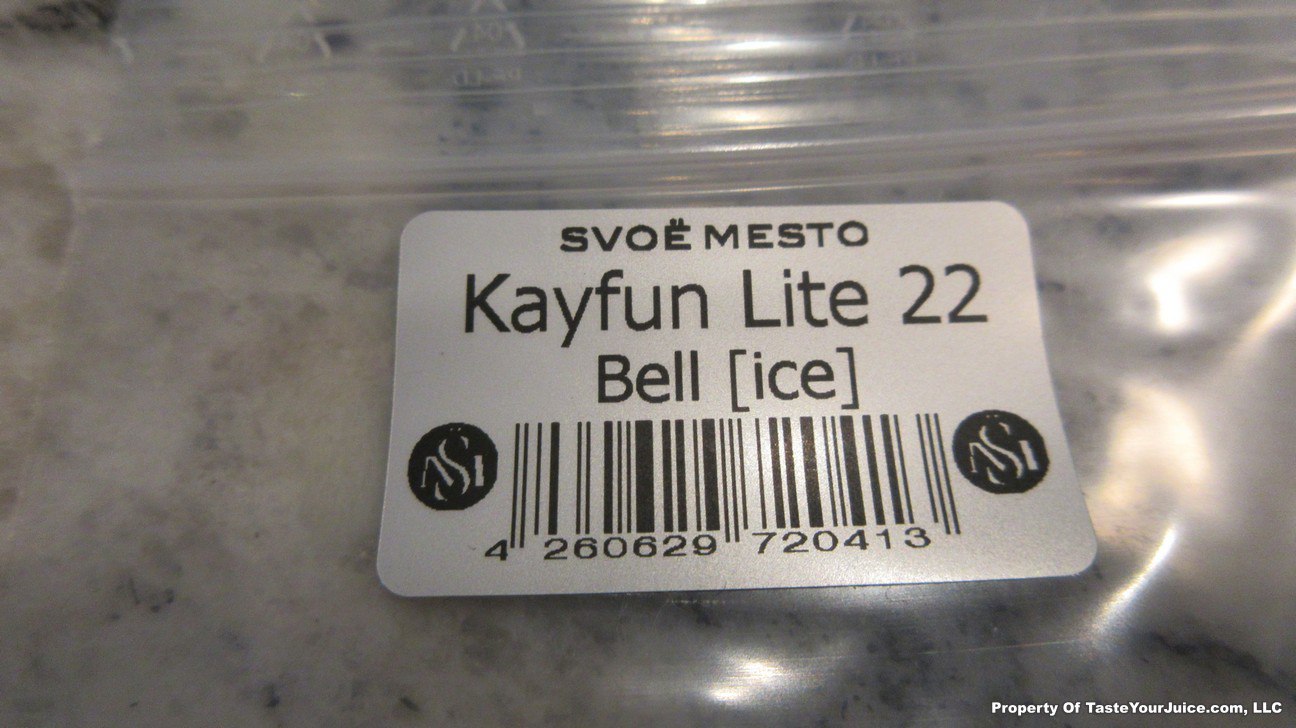 SVOË MESTO
Kayfun Lite 22
Bell [ice]
4 260629 720413
Property Of TasteYourJuice.com, LLC